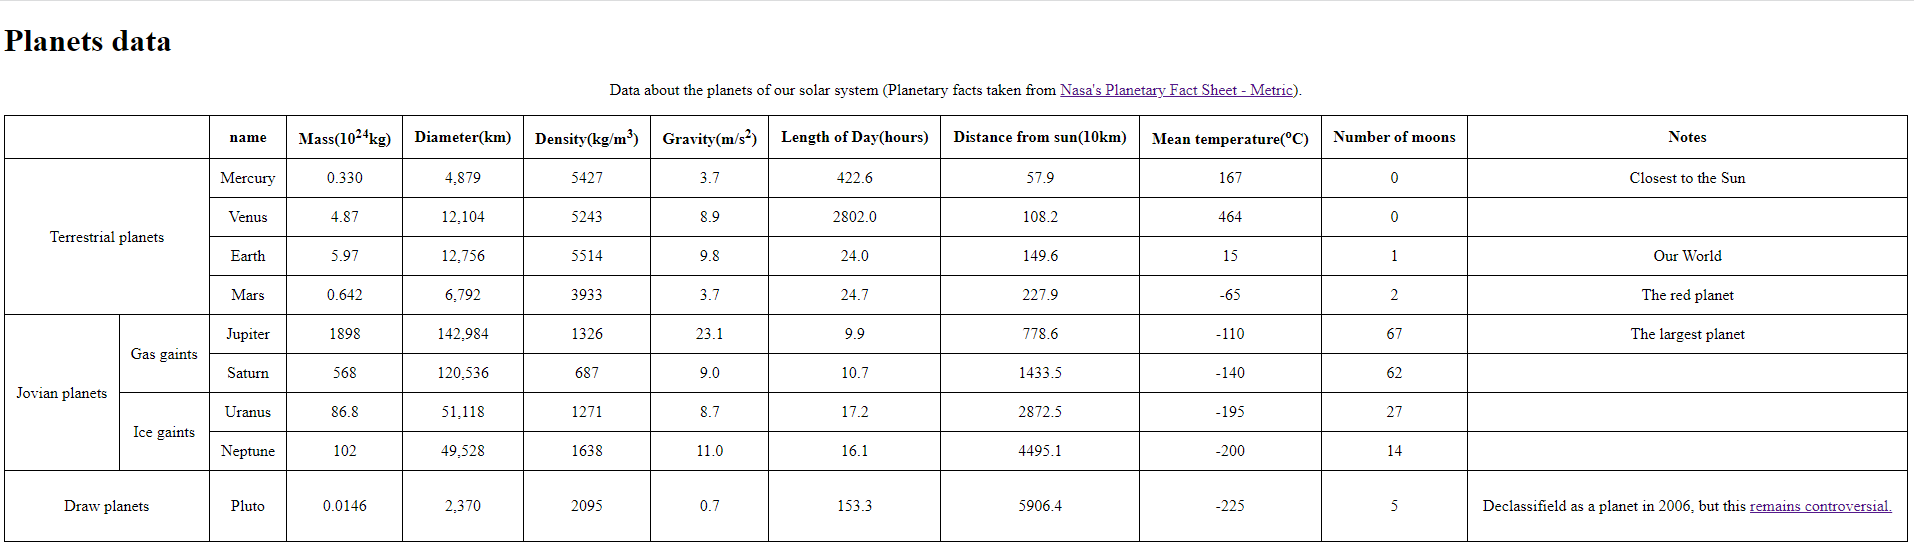 Planets data
Data about the planets of our solar system (Planetary facts taken from Nasa's Planetary Fact Sheet - Metric).
name Mass(10²⁴kg) Diameter(km) Density(kg/m³) Gravity(m/s²) Length of Day(hours) Distance from sun(10km) Mean temperature(°C) Number of moons Notes
Terrestrial planets Mercury 0.330 4,879 5427 3.7 422.6 57.9 167 0 Closest to the Sun
Venus 4.87 12,104 5243 8.9 2802.0 108.2 464 0
Earth 5.97 12,756 5514 9.8 24.0 149.6 15 1 Our World
Mars 0.642 6,792 3933 3.7 24.7 227.9 -65 2 The red planet
Jovian planets Gas gaints Jupiter 1898 142,984 1326 23.1 9.9 778.6 -110 67 The largest planet
Saturn 568 120,536 687 9.0 10.7 1433.5 -140 62
Ice gaints Uranus 86.8 51,118 1271 8.7 17.2 2872.5 -195 27
Neptune 102 49,528 1638 11.0 16.1 4495.1 -200 14
Draw planets Pluto 0.0146 2,370 2095 0.7 153.3 5906.4 -225 5 Declassifield as a planet in 2006, but this remains controversial.